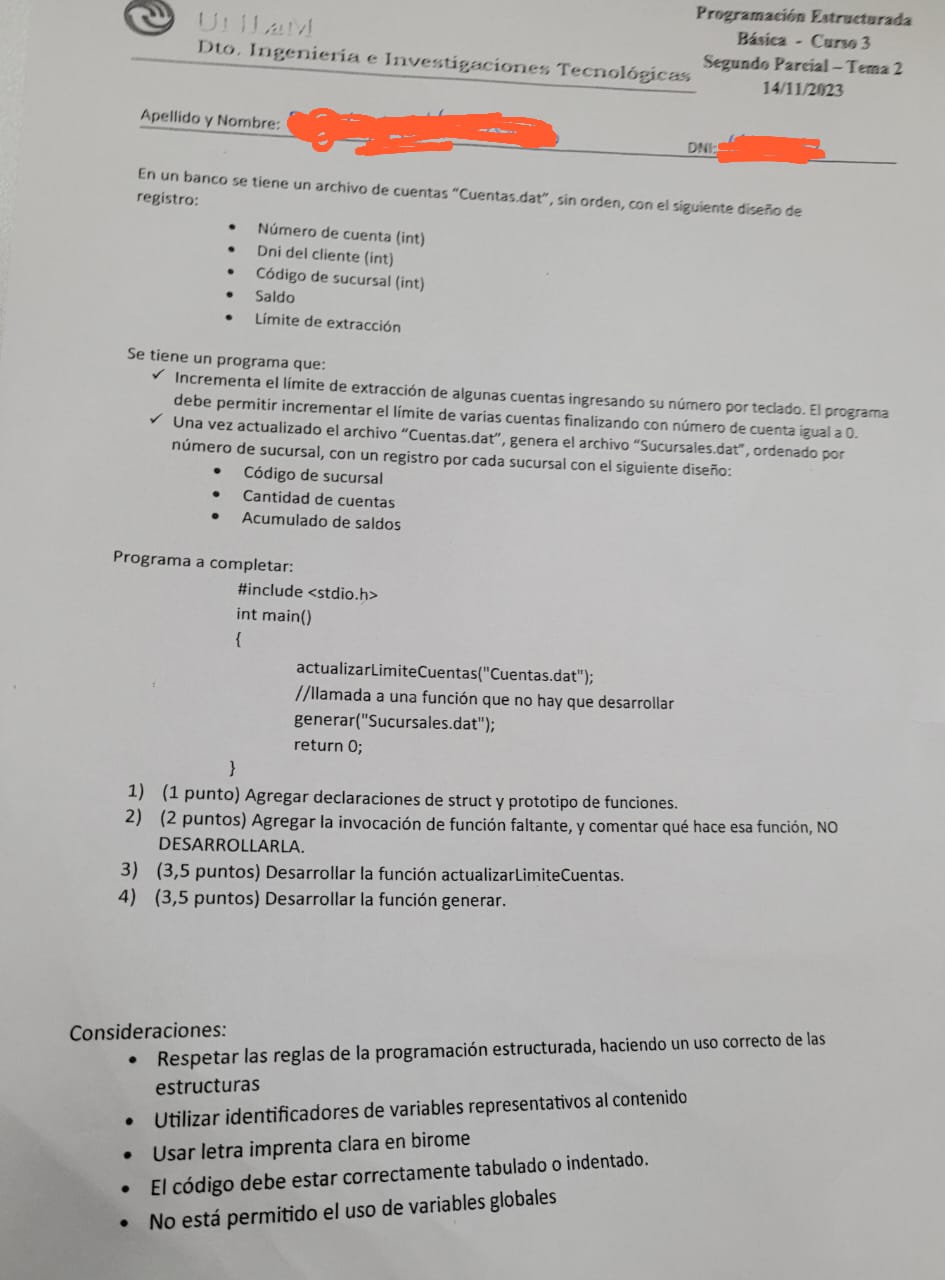 UNLaM
Programación Estructurada
Básica - Curso 3
Dto. Ingeniería e Investigaciones Tecnológicas
Segundo Parcial – Tema 2
14/11/2023
Apellido y Nombre:
DNI:
En un banco se tiene un archivo de cuentas “Cuentas.dat”, sin orden, con el siguiente diseño de
registro:
• Número de cuenta (int)
• Dni del cliente (int)
• Código de sucursal (int)
• Saldo
• Límite de extracción
Se tiene un programa que:
✓ Incrementa el límite de extracción de algunas cuentas ingresando su número por teclado. El programa
debe permitir incrementar el límite de varias cuentas finalizando con número de cuenta igual a 0.
✓ Una vez actualizado el archivo “Cuentas.dat”, genera el archivo “Sucursales.dat”, ordenado por
número de sucursal, con un registro por cada sucursal con el siguiente diseño:
• Código de sucursal
• Cantidad de cuentas
• Acumulado de saldos
Programa a completar:
#include <stdio.h>
int main()
{
actualizarLimiteCuentas("Cuentas.dat");
//llamada a una función que no hay que desarrollar
generar("Sucursales.dat");
return 0;
}
1) (1 punto) Agregar declaraciones de struct y prototipo de funciones.
2) (2 puntos) Agregar la invocación de función faltante, y comentar qué hace esa función, NO
DESARROLLARLA.
3) (3,5 puntos) Desarrollar la función actualizarLimiteCuentas.
4) (3,5 puntos) Desarrollar la función generar.
Consideraciones:
• Respetar las reglas de la programación estructurada, haciendo un uso correcto de las
estructuras
• Utilizar identificadores de variables representativos al contenido
• Usar letra imprenta clara en birome
• El código debe estar correctamente tabulado o indentado.
• No está permitido el uso de variables globales